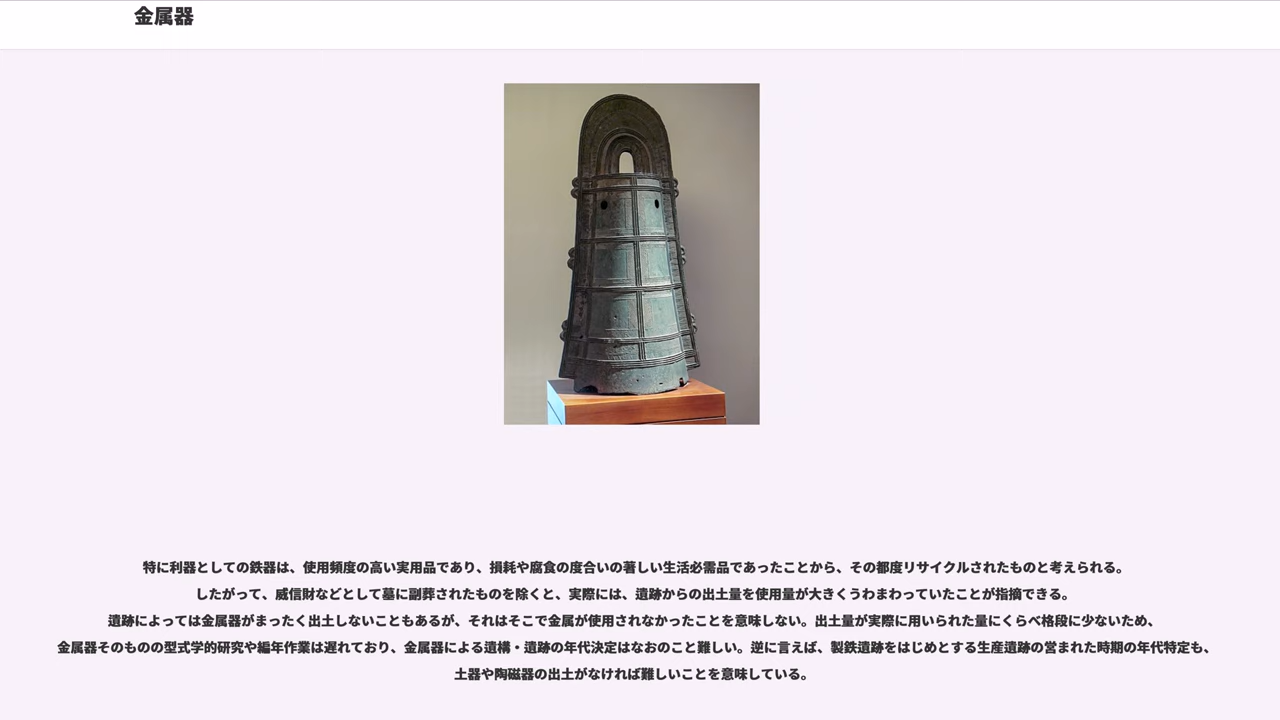 金属器
特に利器としての鉄器は、使用頻度の高い実用品であり、損耗や腐食の度合いの著しい生活必需品であったことから、その都度リサイクルされたものと考えられる。
したがって、威信財などとして墓に副葬されたものを除くと、実際には、遺跡からの出土量を使用量が大きくうわまわっていたことが指摘できる。
遺跡によっては金属器がまったく出土しないこともあるが、それはそこで金属が使用されなかったことを意味しない。出土量が実際に用いられた量にくらべ格段に少ないため、
金属器そのものの型式学的研究や編年作業は遅れており、金属器による遺構・遺跡の年代決定はなおのこと難しい。逆に言えば、製鉄遺跡をはじめとする生産遺跡の営まれた時期の年代特定も、
土器や陶磁器の出土がなければ難しいことを意味している。